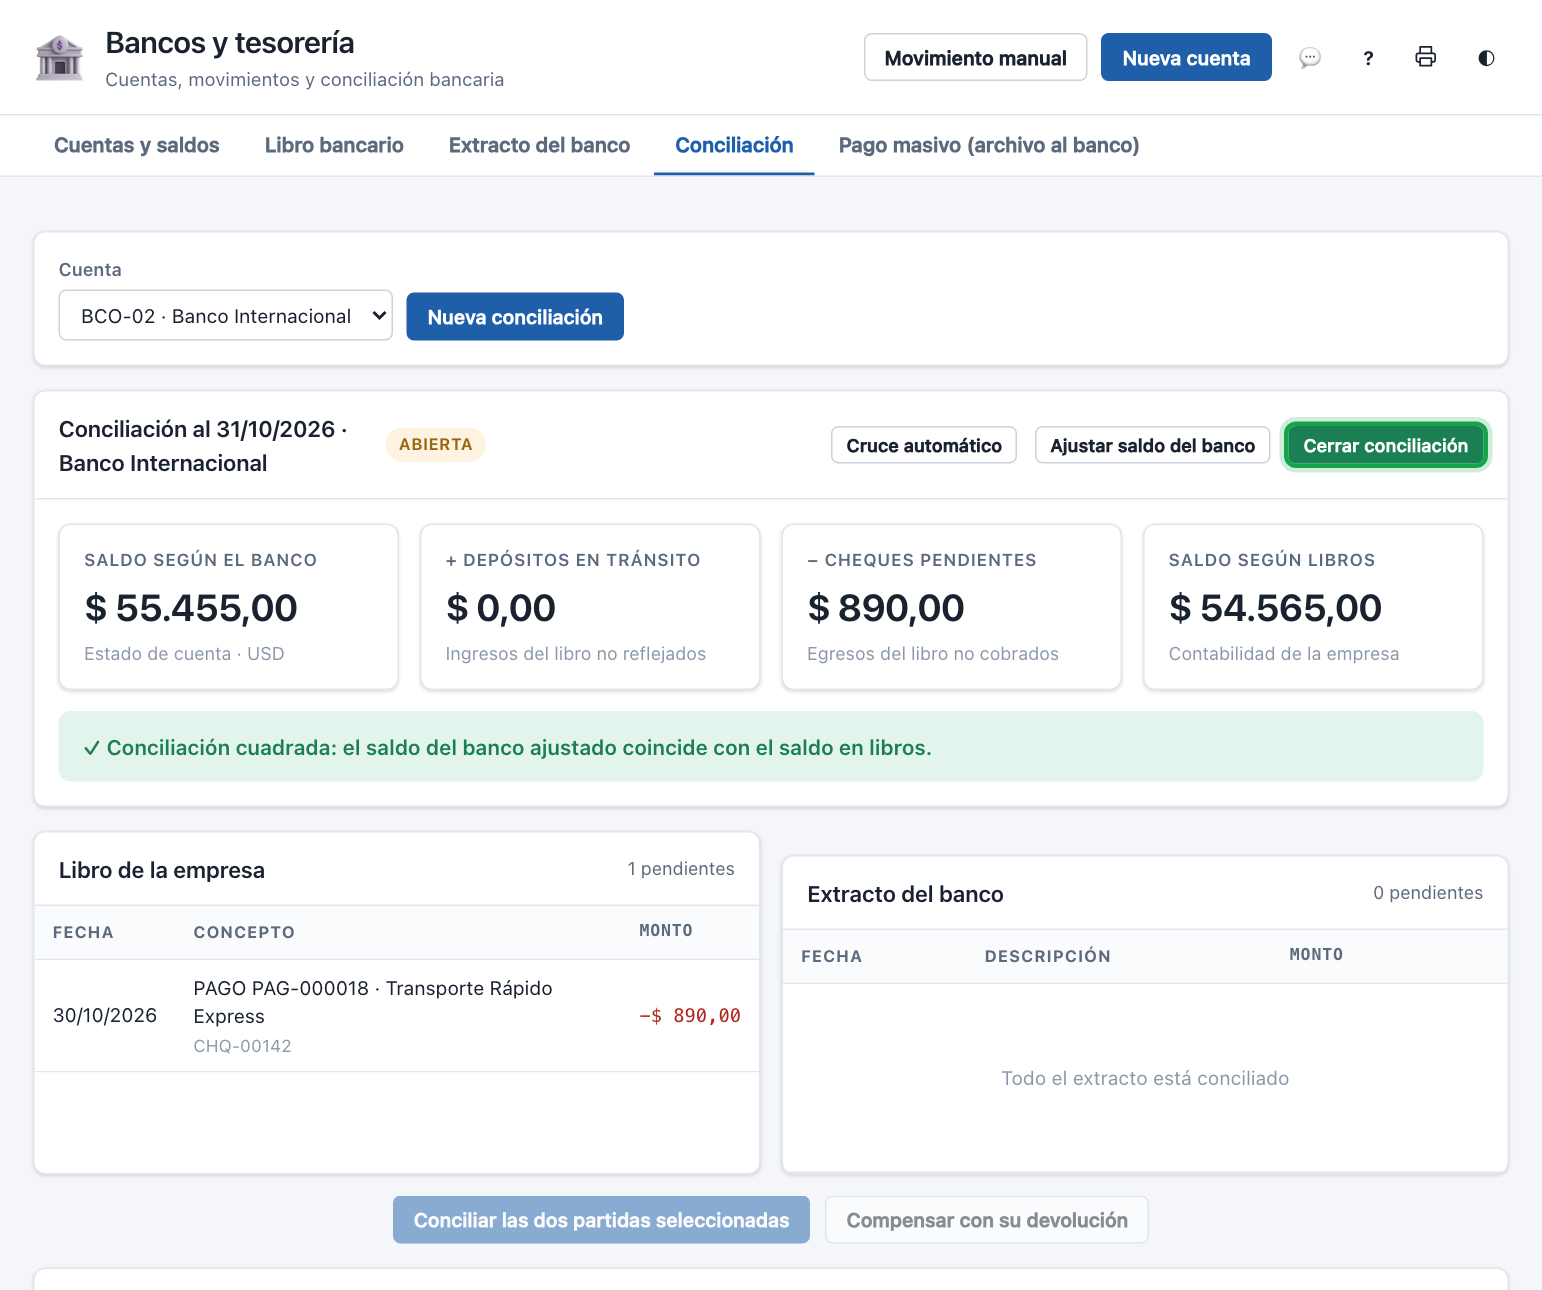 Bancos y tesorería
Cuentas, movimientos y conciliación bancaria
Movimiento manual
Nueva cuenta
?
Cuentas y saldos
Libro bancario
Extracto del banco
Conciliación
Pago masivo (archivo al banco)
Cuenta
BCO-02 · Banco Internacional
Nueva conciliación
Conciliación al 31/10/2026 ·
Banco Internacional
ABIERTA
Cruce automático
Ajustar saldo del banco
Cerrar conciliación
SALDO SEGÚN EL BANCO
$ 55.455,00
Estado de cuenta · USD
+ DEPÓSITOS EN TRÁNSITO
$ 0,00
Ingresos del libro no reflejados
− CHEQUES PENDIENTES
$ 890,00
Egresos del libro no cobrados
SALDO SEGÚN LIBROS
$ 54.565,00
Contabilidad de la empresa
✓ Conciliación cuadrada: el saldo del banco ajustado coincide con el saldo en libros.
Libro de la empresa
1 pendientes
FECHA
CONCEPTO
MONTO
30/10/2026
PAGO PAG-000018 · Transporte Rápido
Express
CHQ-00142
−$ 890,00
Extracto del banco
0 pendientes
FECHA
DESCRIPCIÓN
MONTO
Todo el extracto está conciliado
Conciliar las dos partidas seleccionadas
Compensar con su devolución